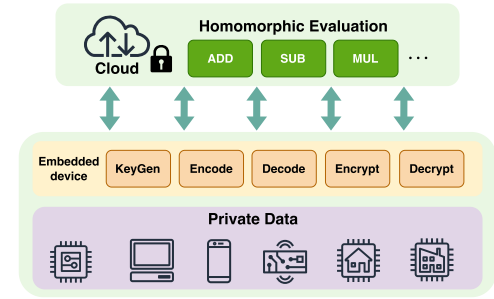 Homomorphic Evaluation
Cloud
ADD SUB MUL ...
Embedded
device
KeyGen Encode Decode Encrypt Decrypt
Private Data